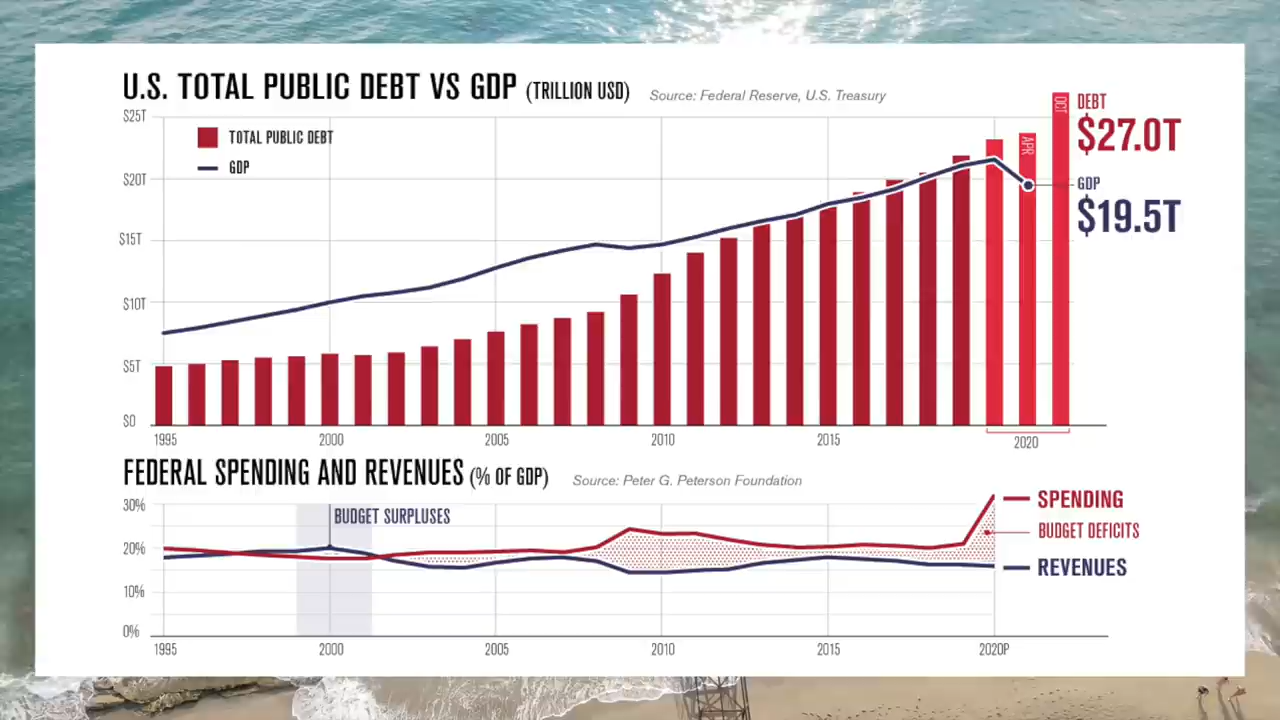 U.S. TOTAL PUBLIC DEBT VS GDP (TRILLION USD) Source: Federal Reserve, U.S. Treasury
$25T
TOTAL PUBLIC DEBT
GDP
$20T
$15T
$10T
$5T
$0
OCT
APR
DEBT
$27.0T
GDP
$19.5T
1995 2000 2005 2010 2015 2020
FEDERAL SPENDING AND REVENUES (% OF GDP) Source: Peter G. Peterson Foundation
30%
20%
10%
0%
BUDGET SURPLUSES
SPENDING
BUDGET DEFICITS
REVENUES
1995 2000 2005 2010 2015 2020P